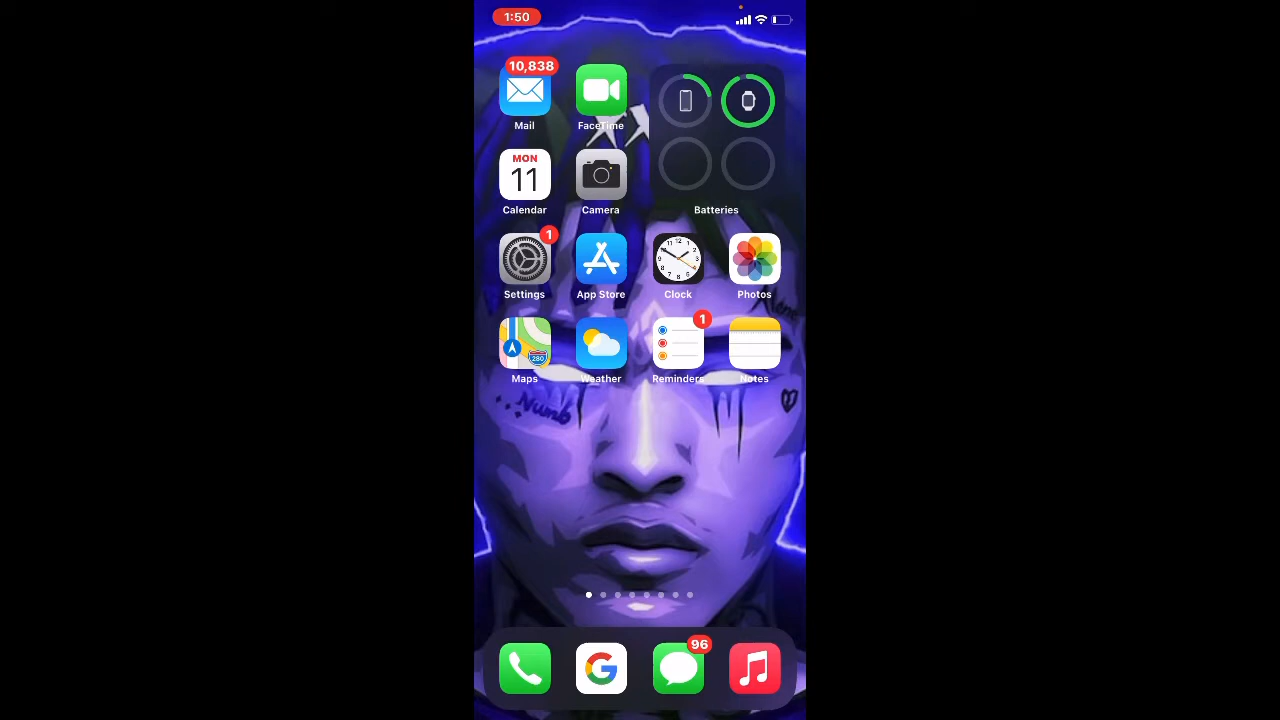 1:50
10,838
Mail
FaceTime
MON
11
Calendar
Camera
Batteries
1
Settings
App Store
Clock
Photos
280
1
Maps
Weather
Reminders
Notes
Numb
96
G